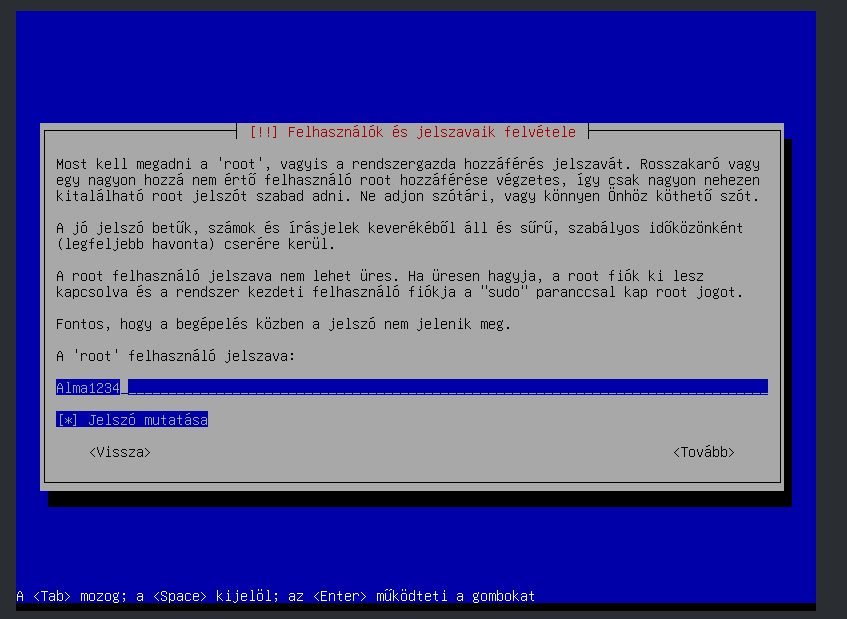 [!!] Felhasználók és jelszavaik felvétele
Most kell megadni a 'root', vagyis a rendszergazda hozzáférés jelszavát. Rosszakaró vagy
egy nagyon hozzá nem értő felhasználó root hozzáférése végzetes, így csak nagyon nehezen
kitalálható root jelszót szabad adni. Ne adjon szótári, vagy könnyen Önhöz köthető szót.
A jó jelszó betűk, számok és írásjelek keverékéből áll és sűrű, szabályos időközönként
(legfeljebb havonta) cserére kerül.
A root felhasználó jelszava nem lehet üres. Ha üresen hagyja, a root fiók ki lesz
kapcsolva és a rendszer kezdeti felhasználó fiókja a "sudo" paranccsal kap root jogot.
Fontos, hogy a begépelés közben a jelszó nem jelenik meg.
A 'root' felhasználó jelszava:
Alma1234
[*] Jelszó mutatása
<Vissza> <Tovább>
A <Tab> mozog; a <Space> kijelöl; az <Enter> működteti a gombokat